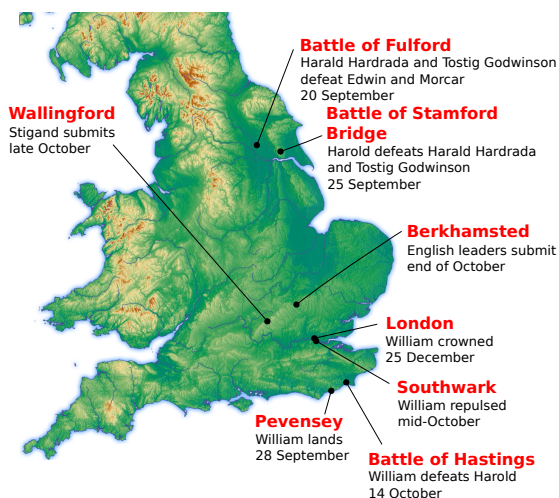 Battle of Fulford
Harald Hardrada and Tostig Godwinson
defeat Edwin and Morcar
20 September
Wallingford
Stigand submits
late October
Battle of Stamford
Bridge
Harold defeats Harald Hardrada
and Tostig Godwinson
25 September
Berkhamsted
English leaders submit
end of October
London
William crowned
25 December
Southwark
William repulsed
mid-October
Pevensey
William lands
28 September
Battle of Hastings
William defeats Harold
14 October